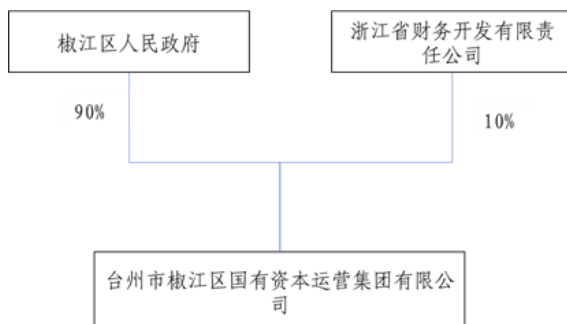 椒江区人民政府
浙江省财务开发有限责
任公司
90%
10%
台州市椒江区国有资本运营集团有限公
司